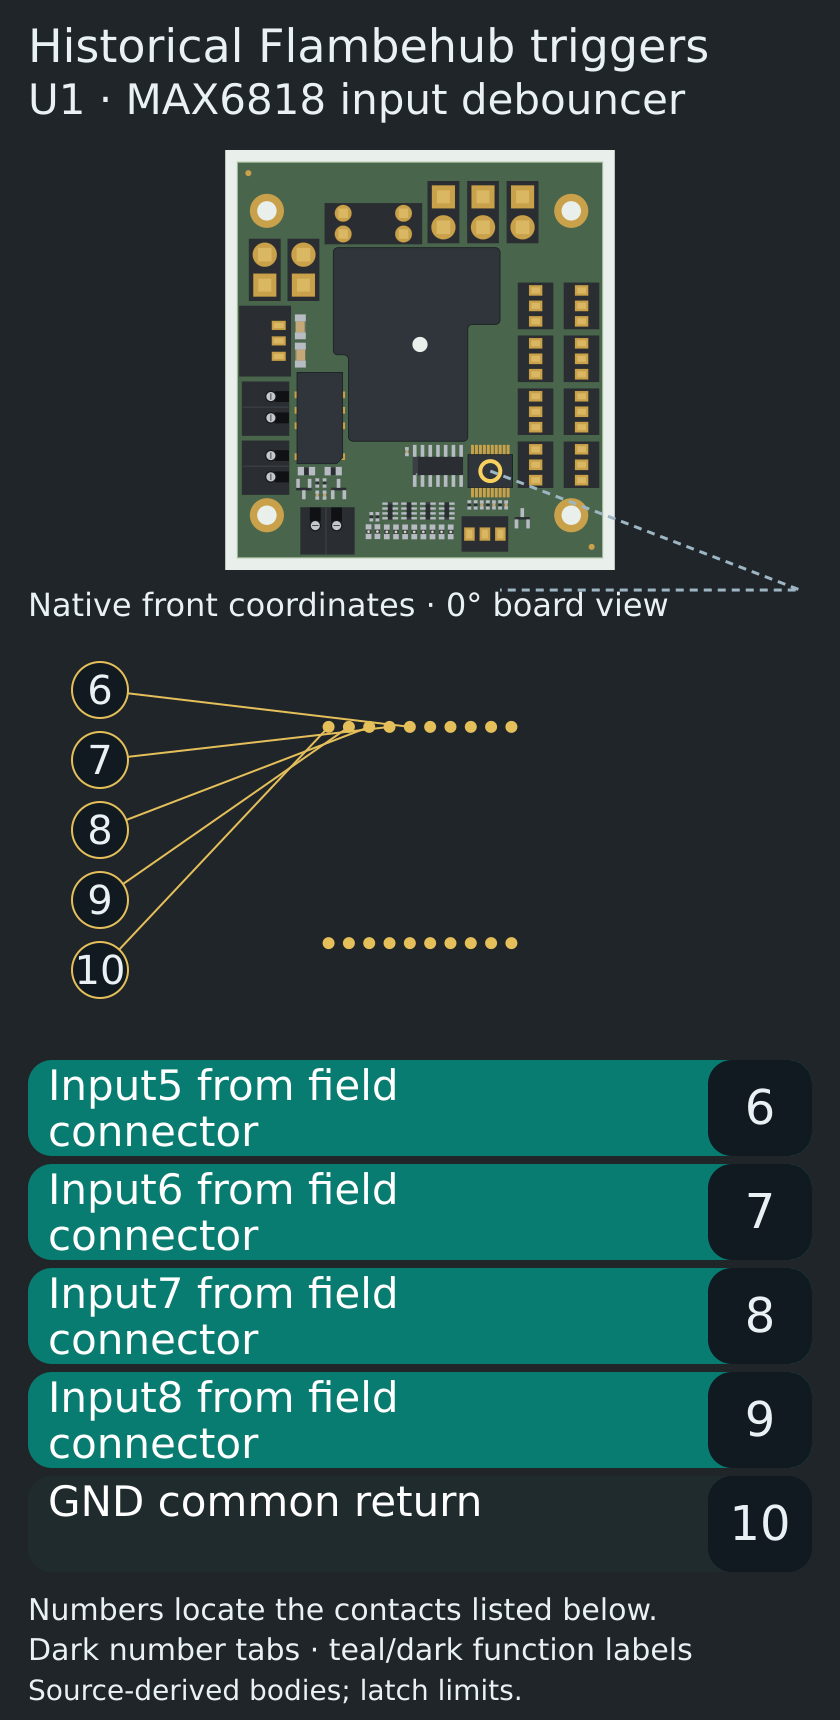 Historical Flambehub triggers
U1 · MAX6818 input debouncer
Native front coordinates · 0° board view
6
7
8
9
10
Input5 from field
connector
6
Input6 from field
connector
7
Input7 from field
connector
8
Input8 from field
connector
9
GND common return
10
Numbers locate the contacts listed below.
Dark number tabs · teal/dark function labels
Source-derived bodies; latch limits.